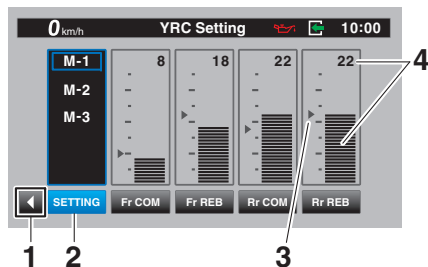 0 km/h YRC Setting 10:00
M-1 8 18 22 22 4
M-2
M-3
SETTING Fr COM Fr REB Rr COM Rr REB
1 2 3